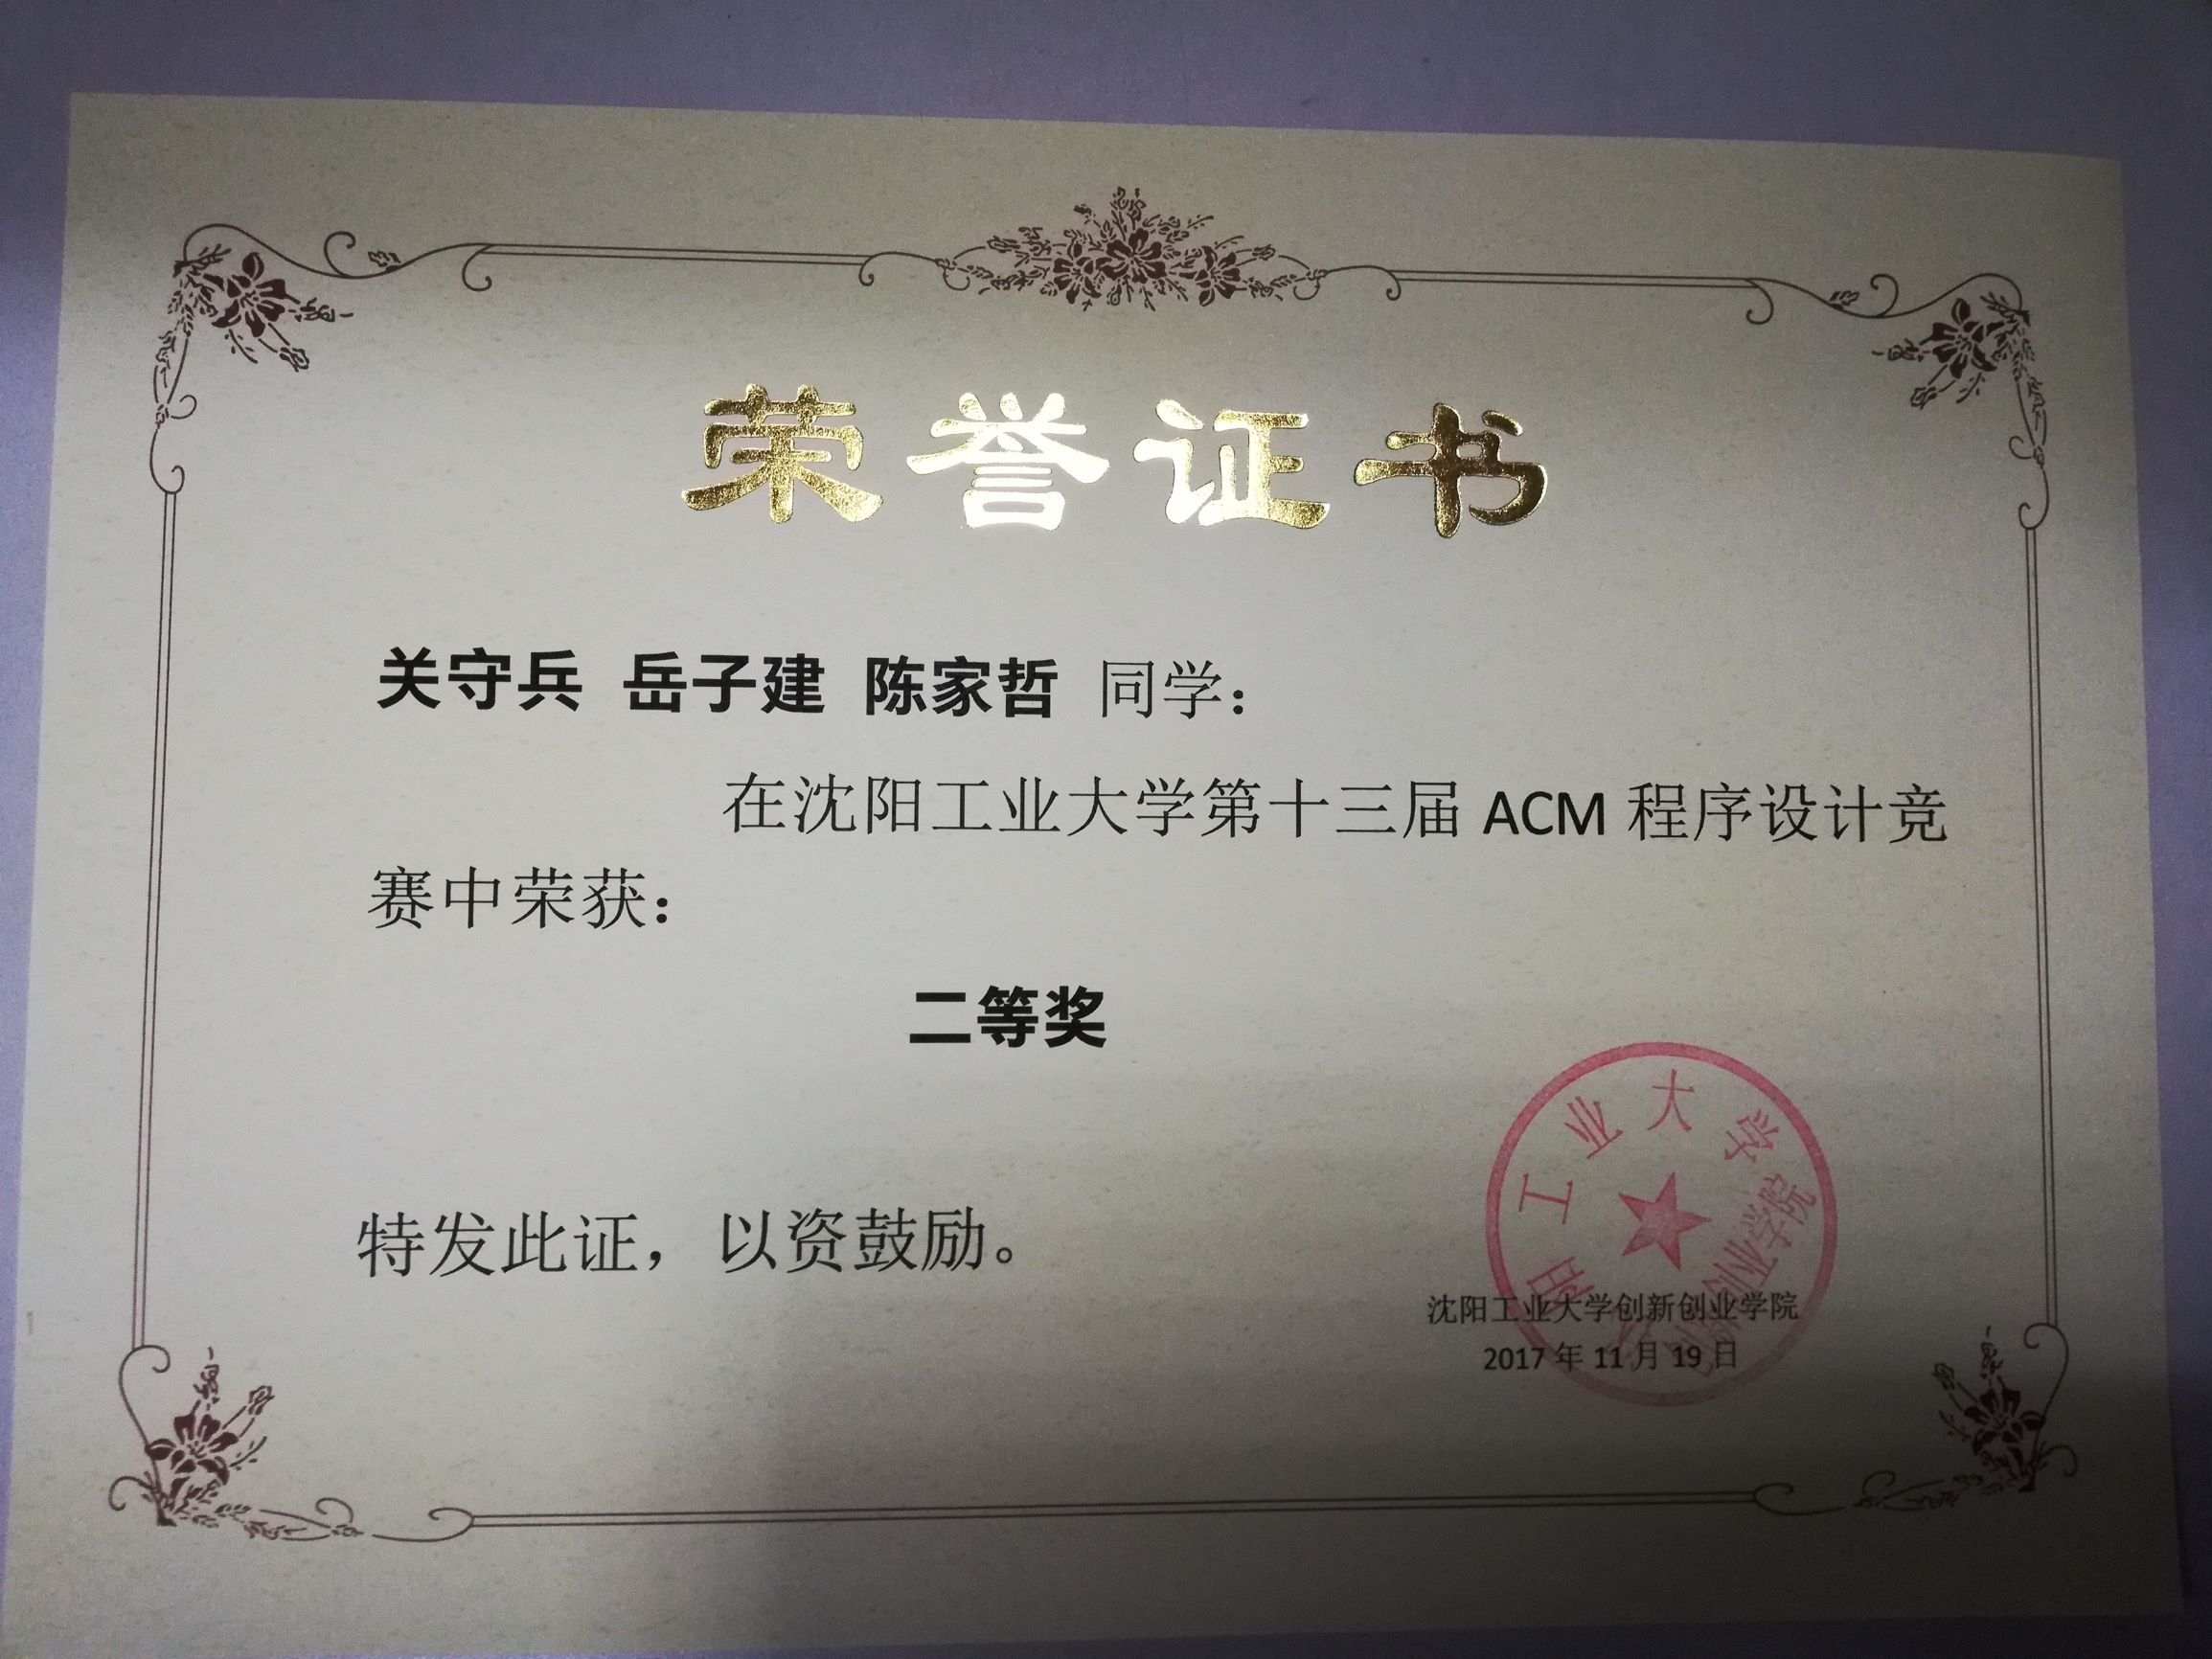 荣誉证书
关守兵 岳子建 陈家哲 同学：
在沈阳工业大学第十三届 ACM 程序设计竞
赛中荣获：
二等奖
特发此证，以资鼓励。
工业大学
沈阳工业大学创新创业学院
2017 年 11 月 19 日